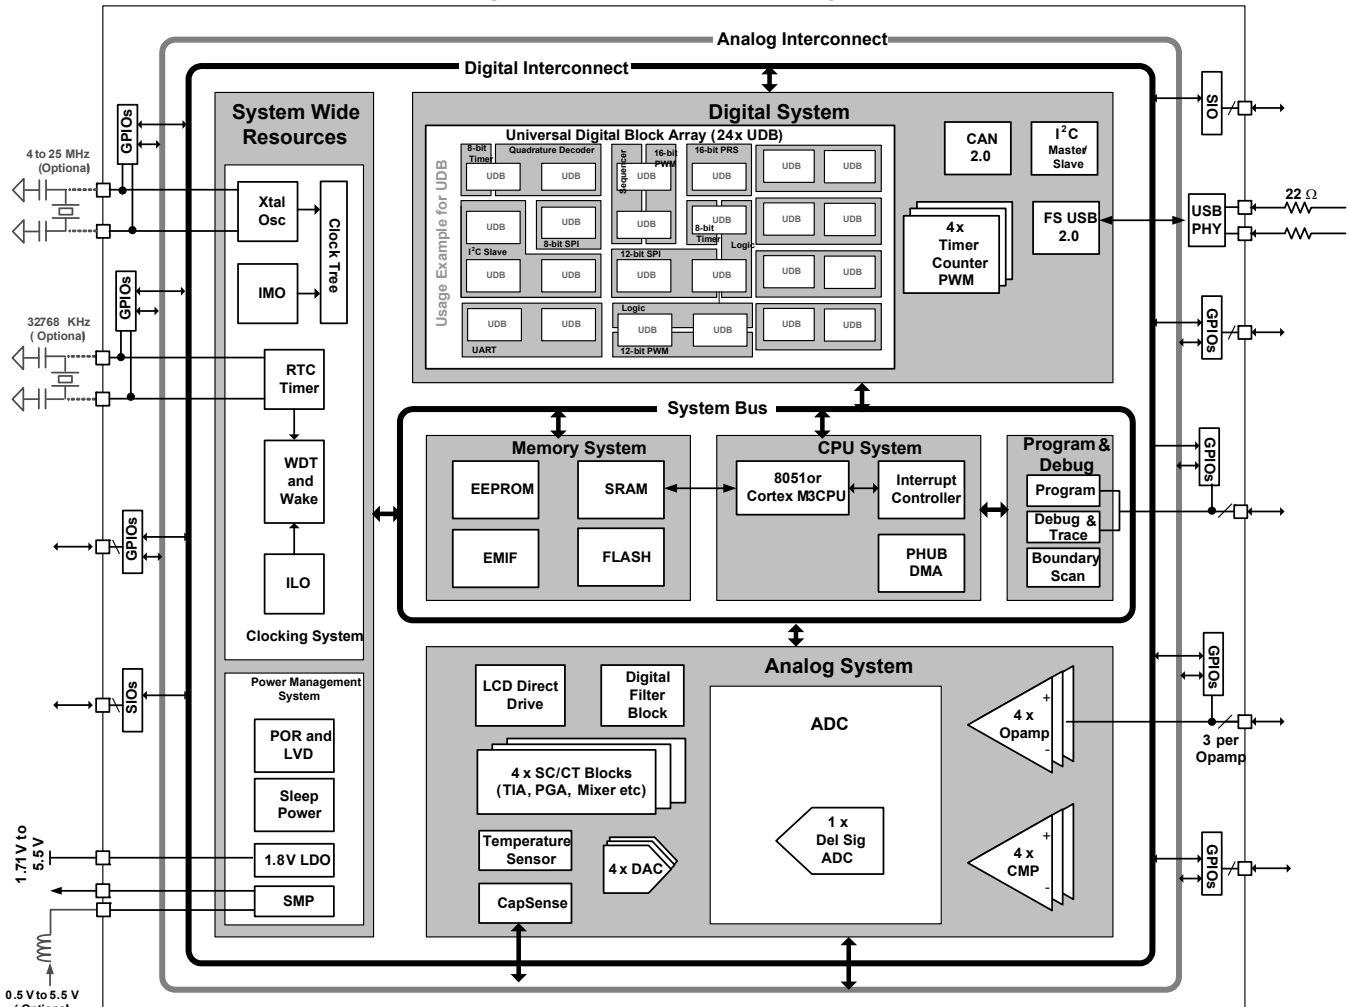 Analog Interconnect
Digital Interconnect
System Wide
Resources
4 to 25 MHz
(Optional)
GPIOs
Xtal
Osc
Clock Tree
IMO
32768 KHz
( Optional)
GPIOs
RTC
Timer
WDT
and
Wake
GPIOs
ILO
Clocking System
SIOs
Power Management
System
POR and
LVD
Sleep
Power
1.8V LDO
SMP
1.71 V to
5.5 V
0.5 V to 5.5 V
( Optional)
Digital System
Universal Digital Block Array (24x UDB)
Usage Example for UDB
8-bit
Timer
Quadrature Decoder
Sequencer
16-bit
PWM
16-bit PRS
UDB
UDB
UDB
UDB
UDB
UDB
UDB
UDB
UDB
UDB
UDB
UDB
8-bit SPI
8-bit
Timer
Logic
I2C Slave
12-bit SPI
UDB
UDB
UDB
UDB
UDB
UDB
Logic
UDB
UDB
UDB
UDB
UDB
UDB
UART
12-bit PWM
CAN
2.0
I2C
Master/
Slave
4 x
Timer
Counter
PWM
FS USB
2.0
SIO
USB
PHY
22 Ω
GPIOs
System Bus
Memory System
EEPROM
SRAM
EMIF
FLASH
CPU System
8051or
Cortex M3CPU
Interrupt
Controller
PHUB
DMA
Program &
Debug
Program
Debug &
Trace
Boundary
Scan
GPIOs
Analog System
LCD Direct
Drive
Digital
Filter
Block
4 x SC/CT Blocks
(TIA, PGA, Mixer etc)
Temperature
Sensor
4 x DAC
CapSense
ADC
1 x
Del Sig
ADC
+
4 x
Opamp
-
+
4 x
CMP
-
GPIOs
3 per
Opamp
GPIOs